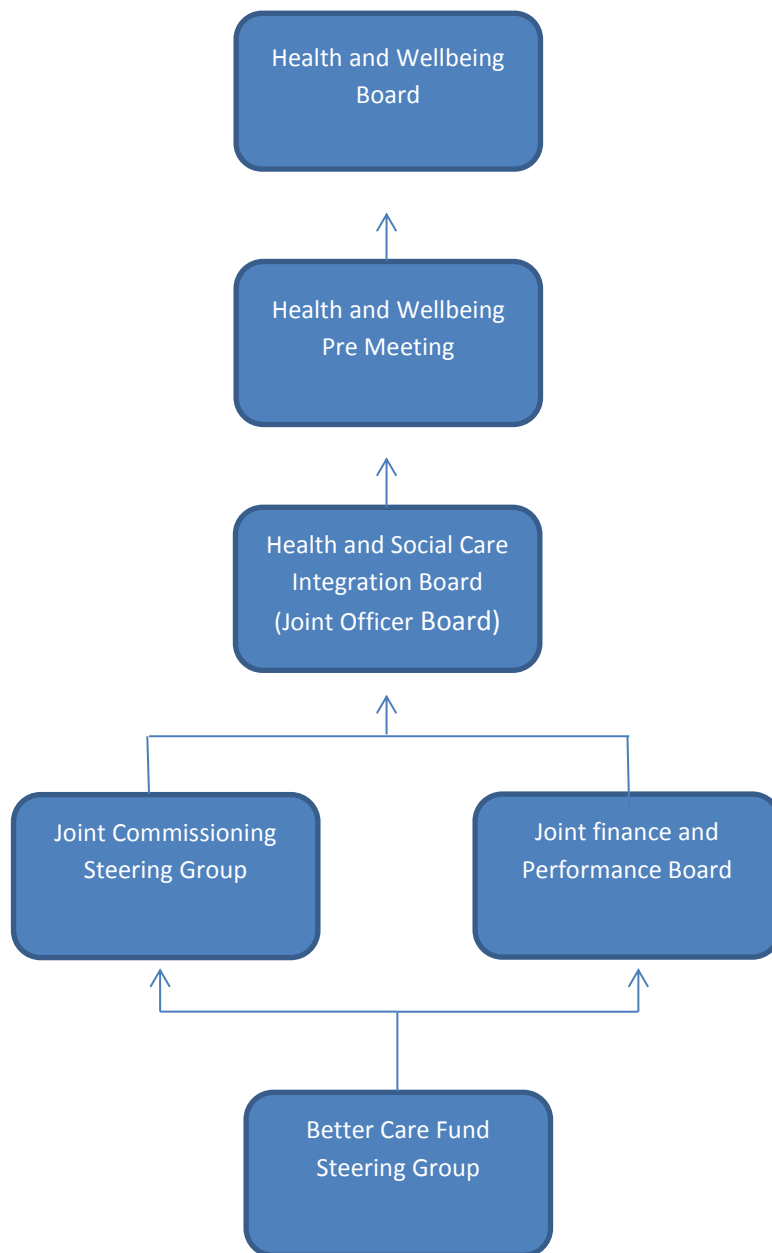 Health and Wellbeing
Board
Health and Wellbeing
Pre Meeting
Health and Social Care
Integration Board
(Joint Officer Board)
Joint Commissioning
Steering Group
Joint finance and
Performance Board
Better Care Fund
Steering Group